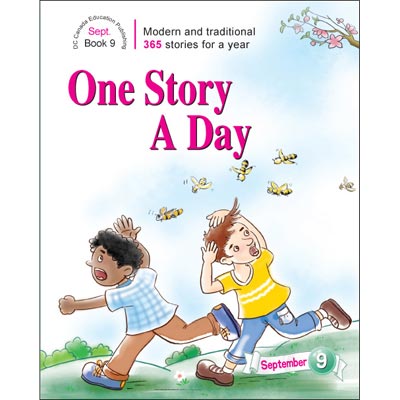 DC Canada Education Publishing
Sept.
Book 9
Modern and traditional
365 stories for a year
One Story
A Day
September 9